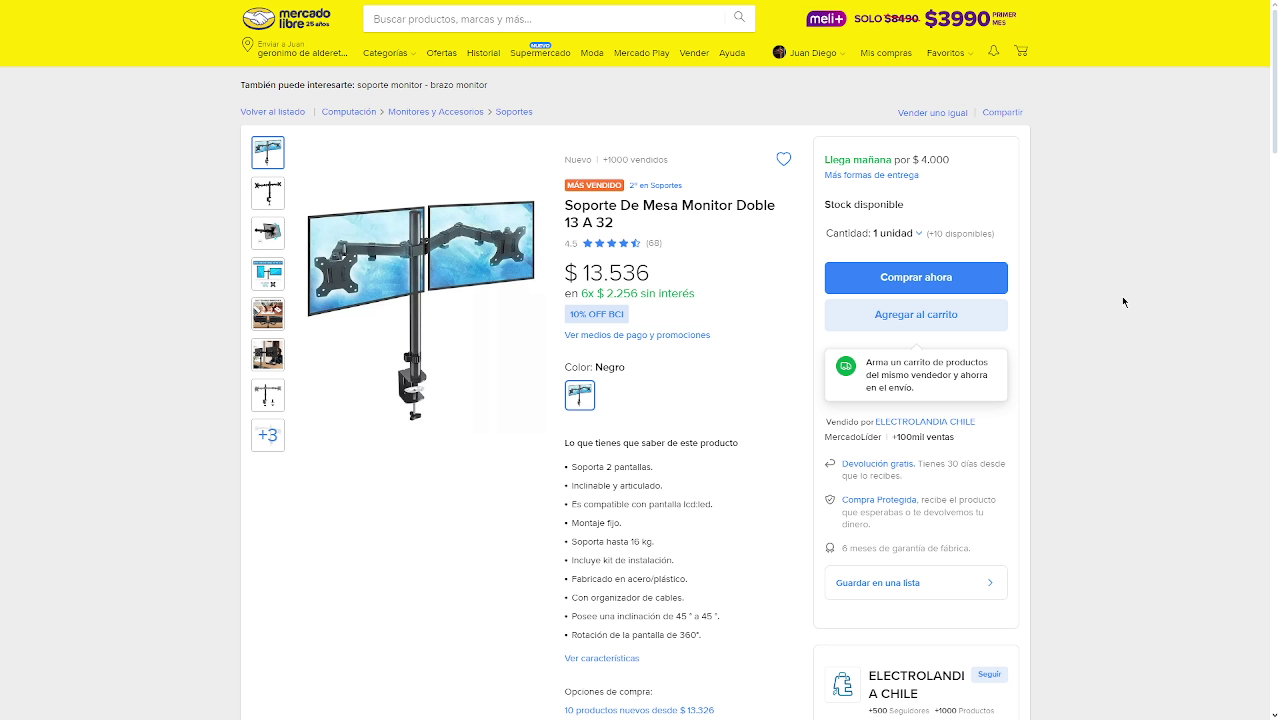 mercado
libre 25 años
Buscar productos, marcas y más...
meli+ SOLO $8490 $3990 PRIMER MES
Enviar a Juan
geronimo de alderet...
Categorías Ofertas Historial Supermercado Moda Mercado Play Vender Ayuda
NUEVO
Juan Diego Mis compras Favoritos
También puede interesarte: soporte monitor - brazo monitor
Volver al listado | Computación > Monitores y Accesorios > Soportes
Vender uno igual | Compartir
+3
Nuevo | +1000 vendidos
MÁS VENDIDO 2º en Soportes
Soporte De Mesa Monitor Doble
13 A 32
4.5 (68)
$ 13.536
en 6x $ 2.256 sin interés
10% OFF BCI
Ver medios de pago y promociones
Color: Negro
Lo que tienes que saber de este producto
• Soporta 2 pantallas.
• Inclinable y articulado.
• Es compatible con pantalla lcd:led.
• Montaje fijo.
• Soporta hasta 16 kg.
• Incluye kit de instalación.
• Fabricado en acero/plástico.
• Con organizador de cables.
• Posee una inclinación de 45 ° a 45 °.
• Rotación de la pantalla de 360°.
Ver características
Opciones de compra:
10 productos nuevos desde $ 13.326
Llega mañana por $ 4.000
Más formas de entrega
Stock disponible
Cantidad: 1 unidad (+10 disponibles)
Comprar ahora
Agregar al carrito
Arma un carrito de productos
del mismo vendedor y ahorra
en el envío.
Vendido por ELECTROLANDIA CHILE
MercadoLíder | +100mil ventas
Devolución gratis. Tienes 30 días desde
que lo recibes.
Compra Protegida, recibe el producto
que esperabas o te devolvemos tu
dinero.
6 meses de garantía de fábrica.
Guardar en una lista
ELECTROLANDI
A CHILE
Seguir
+500 Seguidores +1000 Productos